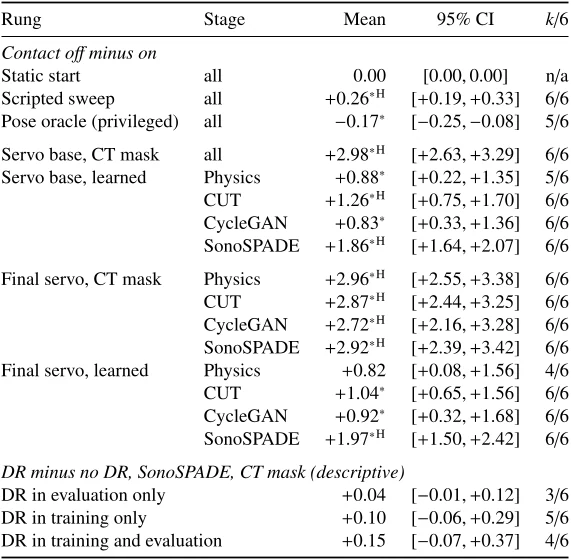 Rung Stage Mean 95% CI k/6
Contact off minus on
Static start all 0.00 [0.00, 0.00] n/a
Scripted sweep all +0.26*H [+0.19, +0.33] 6/6
Pose oracle (privileged) all −0.17* [−0.25, −0.08] 5/6
Servo base, CT mask all +2.98*H [+2.63, +3.29] 6/6
Servo base, learned Physics +0.88* [+0.22, +1.35] 5/6
CUT +1.26*H [+0.75, +1.70] 6/6
CycleGAN +0.83* [+0.33, +1.36] 6/6
SonoSPADE +1.86*H [+1.64, +2.07] 6/6
Final servo, CT mask Physics +2.96*H [+2.55, +3.38] 6/6
CUT +2.87*H [+2.44, +3.25] 6/6
CycleGAN +2.72*H [+2.16, +3.28] 6/6
SonoSPADE +2.92*H [+2.39, +3.42] 6/6
Final servo, learned Physics +0.82 [+0.08, +1.56] 4/6
CUT +1.04* [+0.65, +1.56] 6/6
CycleGAN +0.92* [+0.32, +1.68] 6/6
SonoSPADE +1.97*H [+1.50, +2.42] 6/6
DR minus no DR, SonoSPADE, CT mask (descriptive)
DR in evaluation only +0.04 [−0.01, +0.12] 3/6
DR in training only +0.10 [−0.06, +0.29] 5/6
DR in training and evaluation +0.15 [−0.07, +0.37] 4/6